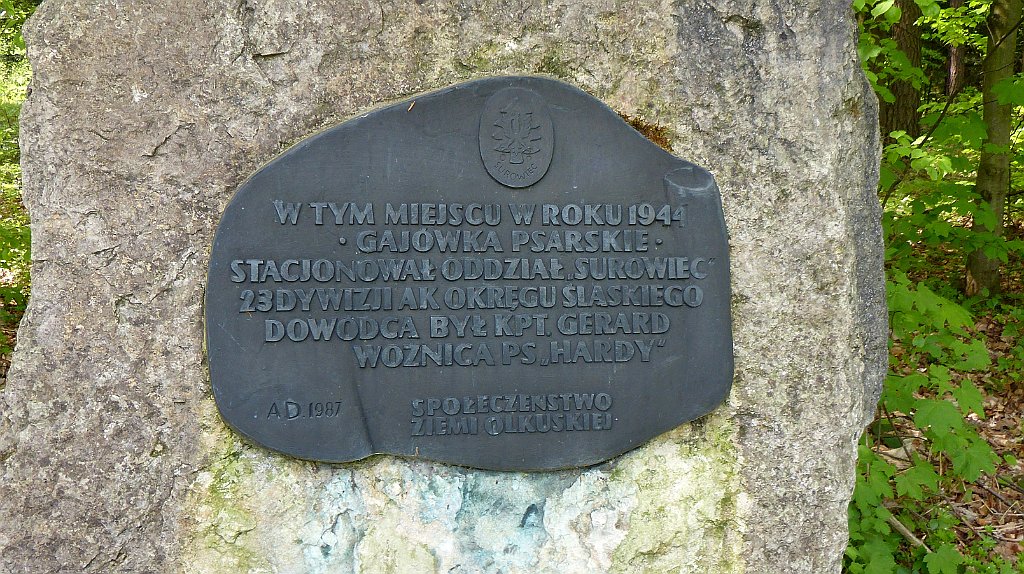 SUROWIEC
W TYM MIEJSCU W ROKU 1944
· GAJÓWKA PSARSKIE ·
STACJONOWAŁ ODDZIAŁ „SUROWIEC"
23 DYWIZJI AK OKRĘGU ŚLĄSKIEGO
DOWÓDCĄ BYŁ KPT. GERARD
WOŹNICA PS „HARDY"
A D. 1987
SPOŁECZEŃSTWO
ZIEMI OLKUSKIEJ